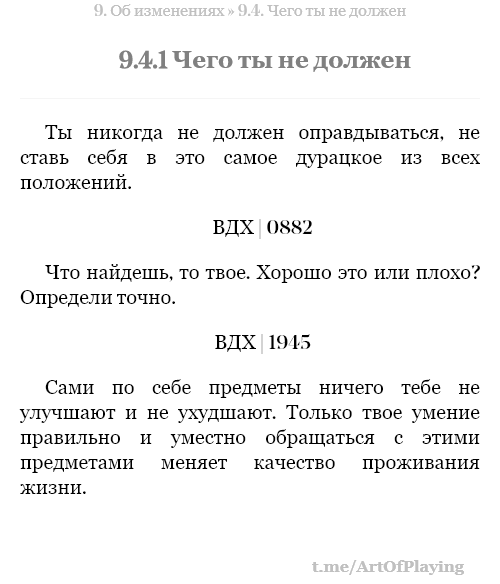 9. Об изменениях » 9.4. Чего ты не должен
9.4.1 Чего ты не должен
Ты никогда не должен оправдываться, не
ставь себя в это самое дурацкое из всех
положений.
ВДХ | 0882
Что найдешь, то твое. Хорошо это или плохо?
Определи точно.
ВДХ | 1945
Сами по себе предметы ничего тебе не
улучшают и не ухудшают. Только твое умение
правильно и уместно обращаться с этими
предметами меняет качество проживания
жизни.
t.me/ArtOfPlaying